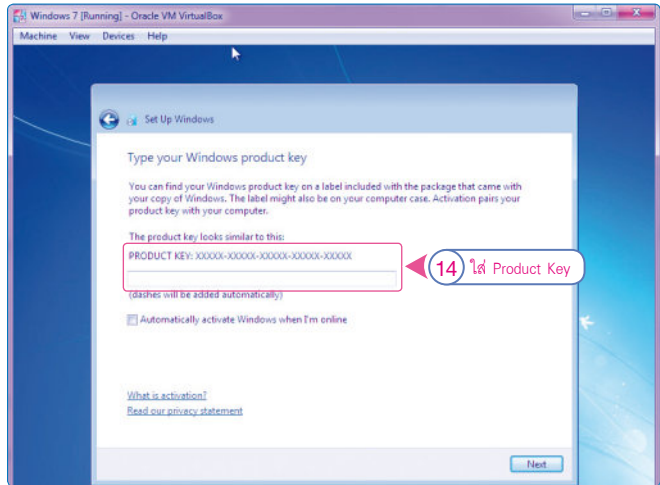 Windows 7 [Running] - Oracle VM VirtualBox
Machine View Devices Help
Set Up Windows
Type your Windows product key
You can find your Windows product key on a label included with the package that came with
your copy of Windows. The label might also be on your computer case. Activation pairs your
product key with your computer.
The product key looks similar to this:
PRODUCT KEY: XXXXX-XXXXX-XXXXX-XXXXX-XXXXX
14 ใส่ Product Key
(dashes will be added automatically)
Automatically activate Windows when I'm online
What is activation?
Read our privacy statement
Next